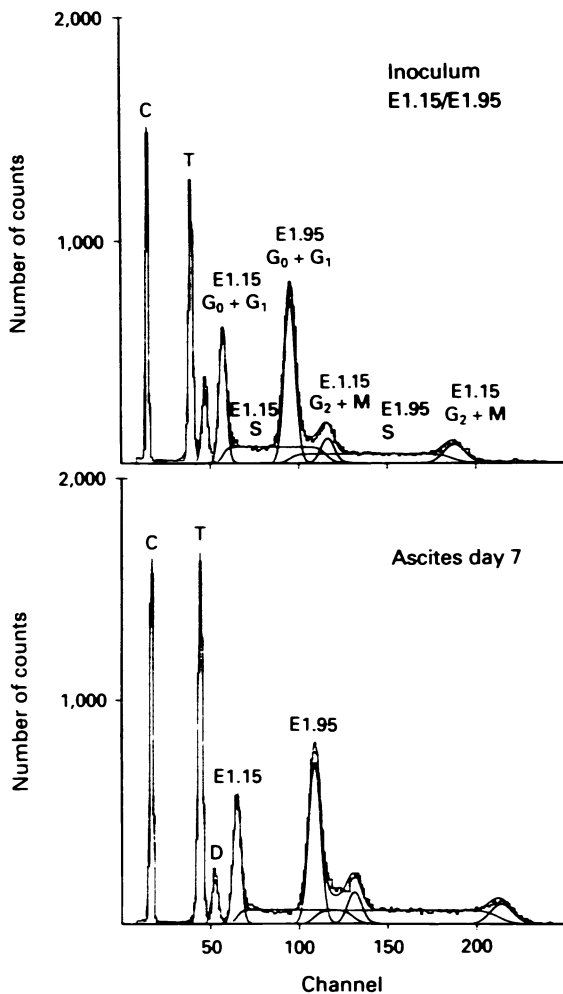 2,000
Inoculum
E1.15/E1.95
C
T
1,000
E1.95
G₀ + G₁
E1.15
G₀ + G₁
E1.15
S
E.1.15
G₂ + M
E1.95
S
E1.15
G₂ + M
Number of counts
2,000
C
T
Ascites day 7
1,000
E1.95
E1.15
D
Number of counts
50
100
150
200
Channel